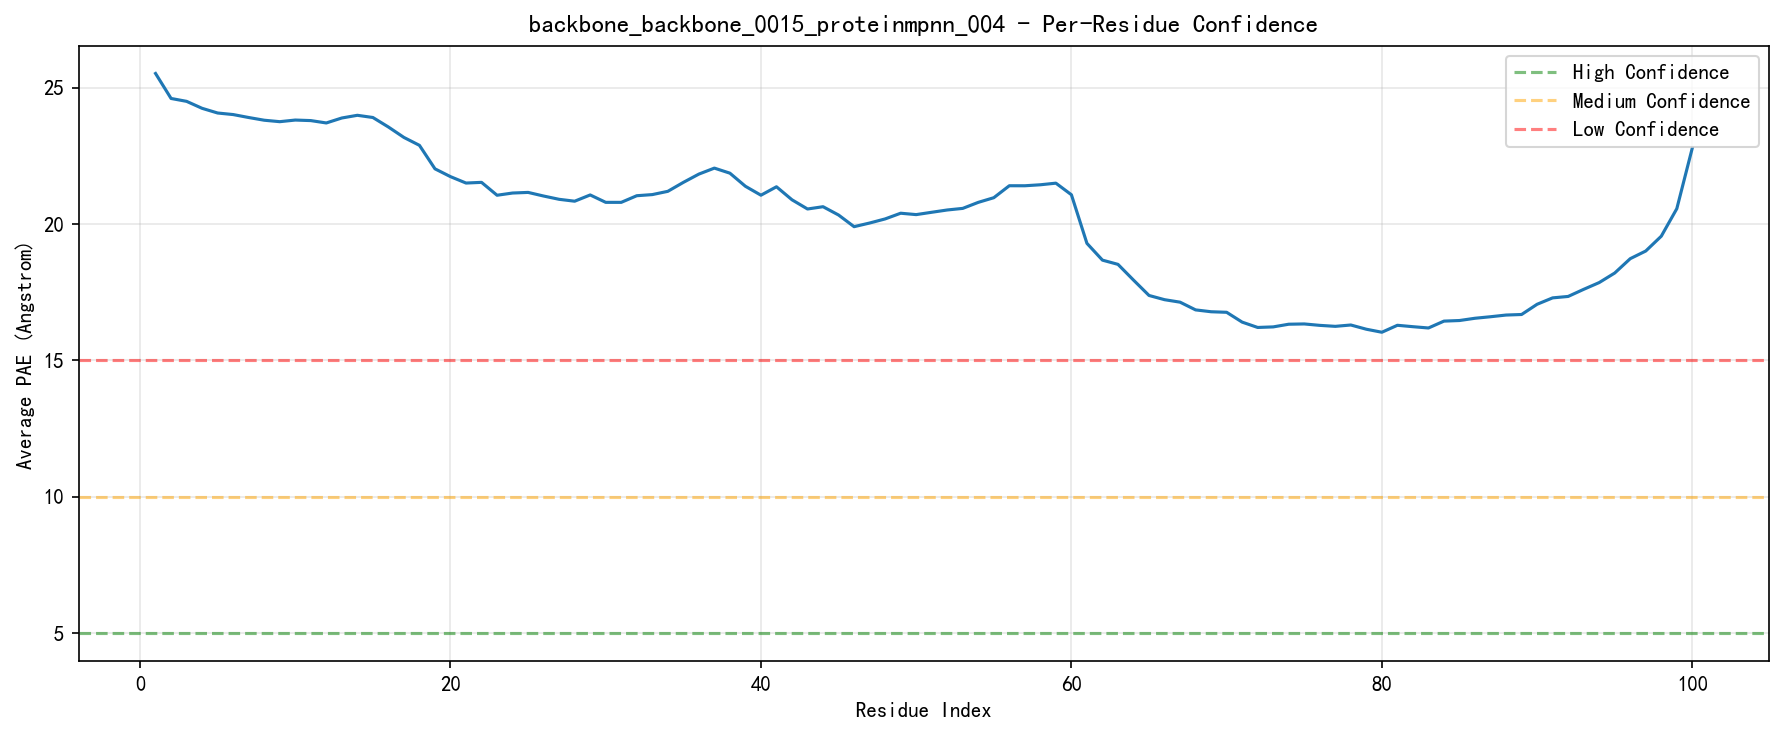 backbone_backbone_0015_proteinmpnn_004 - Per-Residue Confidence
High Confidence
Medium Confidence
Low Confidence
25
20
15
10
5
Average PAE (Angstrom)
0 20 40 60 80 100
Residue Index